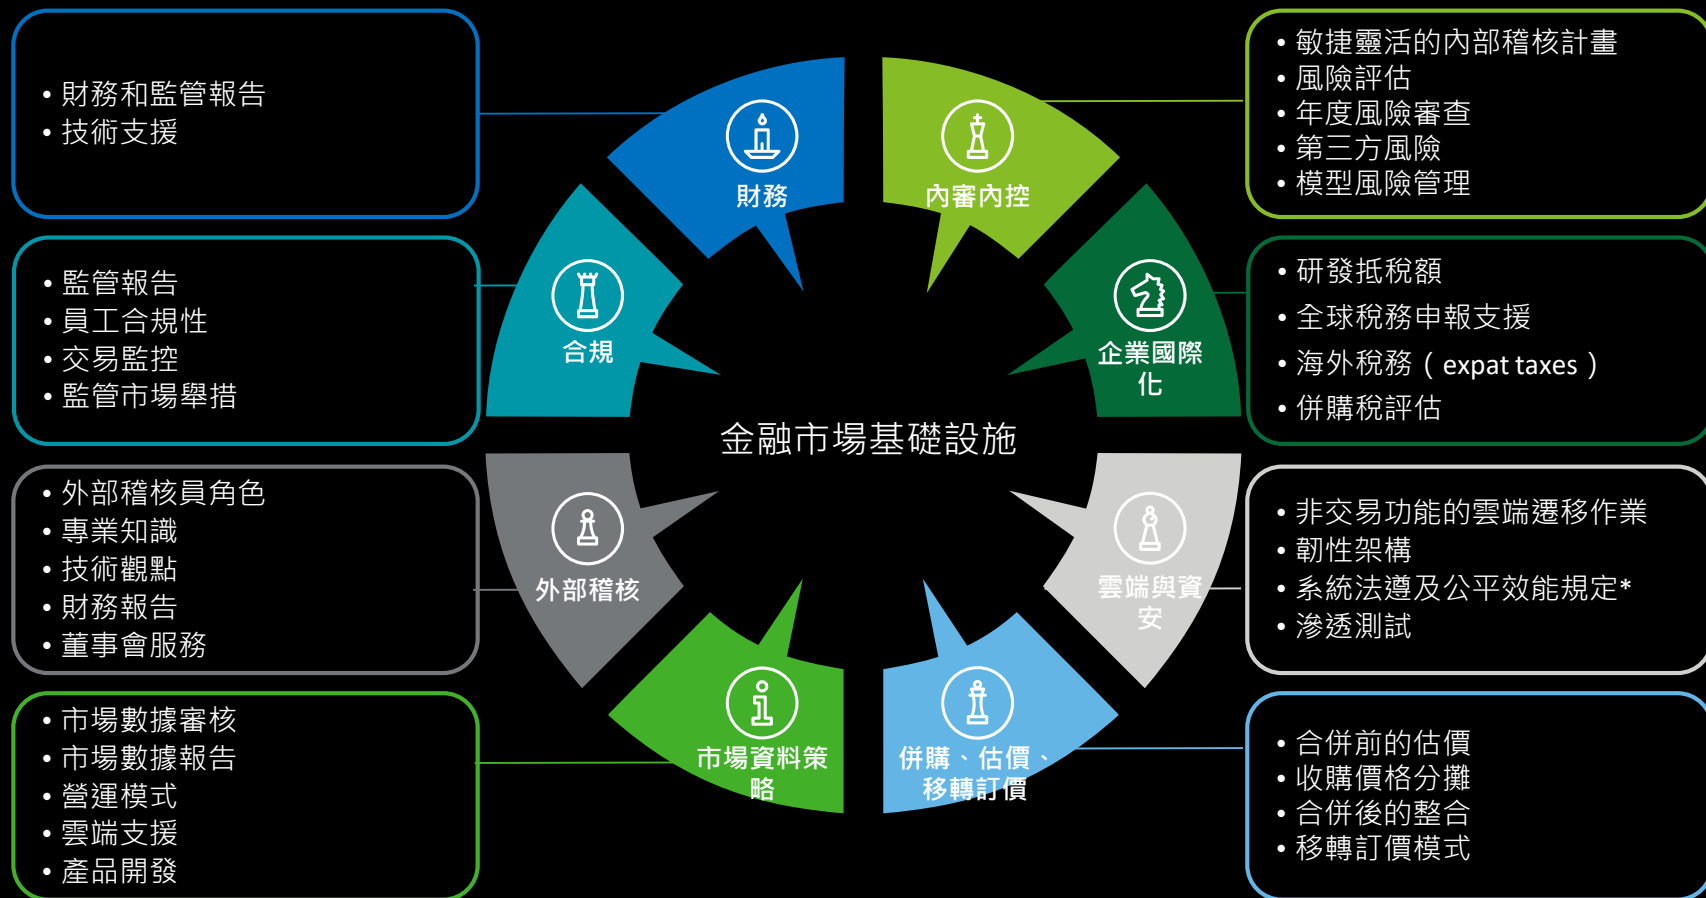 • 財務和監管報告
• 技術支援
財務
• 監管報告
• 員工合規性
• 交易監控
• 監管市場舉措
合規
• 外部稽核員角色
• 專業知識
• 技術觀點
• 財務報告
• 董事會服務
外部稽核
• 市場數據審核
• 市場數據報告
• 營運模式
• 雲端支援
• 產品開發
市場資料策
略
金融市場基礎設施
內審內控
• 敏捷靈活的內部稽核計畫
• 風險評估
• 年度風險審查
• 第三方風險
• 模型風險管理
企業國際
化
• 研發抵稅額
• 全球稅務申報支援
• 海外稅務（expat taxes）
• 併購稅評估
雲端與資
安
• 非交易功能的雲端遷移作業
• 韌性架構
• 系統法遵及公平效能規定*
• 滲透測試
併購、估價、
移轉訂價
• 合併前的估價
• 收購價格分攤
• 合併後的整合
• 移轉訂價模式